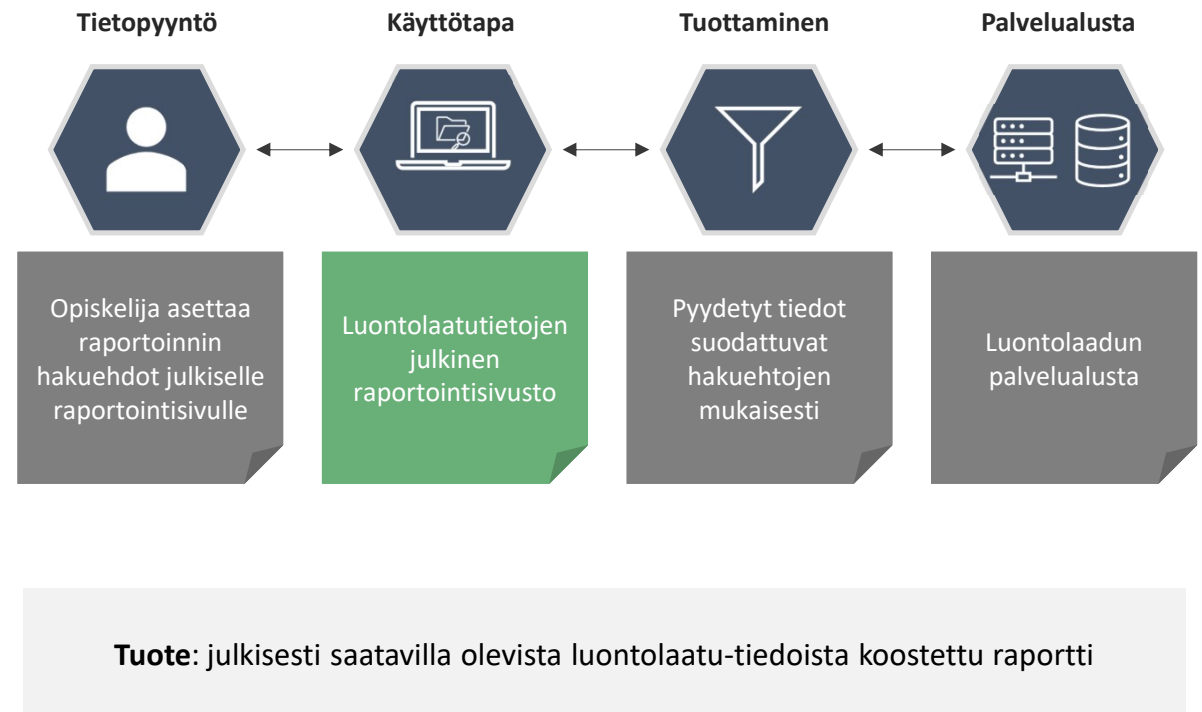 Tietopyyntö
Käyttötapa
Tuottaminen
Palvelualusta
Opiskelija asettaa
raportoinnin
hakuehdot julkiselle
raportointisivulle
Luontolaatutietojen
julkinen
raportointisivusto
Pyydetyt tiedot
suodattuvat
hakuehtojen
mukaisesti
Luontolaadun
palvelualusta
Tuote: julkisesti saatavilla olevista luontolaatu-tiedoista koostettu raportti